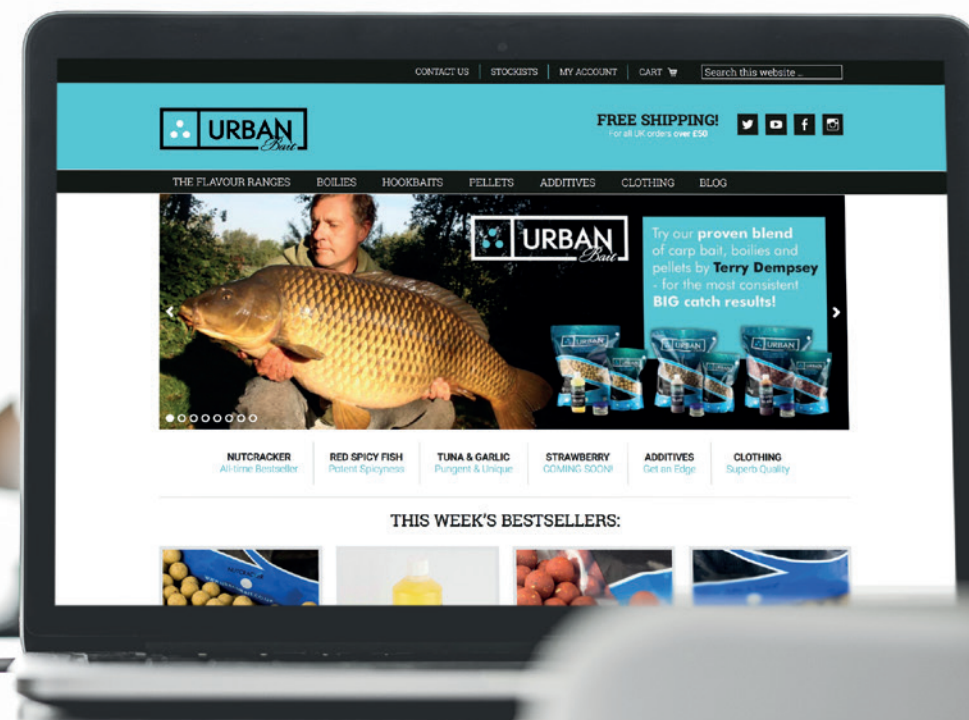 CONTACT US
STOCKISTS
MY ACCOUNT
CART
Search this website ...
URBAN
Bait
FREE SHIPPING!
For all UK orders over £50
THE FLAVOUR RANGES
BOILIES
HOOKBAITS
PELLETS
ADDITIVES
CLOTHING
BLOG
URBAN
Bait
Try our proven blend
of carp bait, boilies and
pellets by Terry Dempsey
- for the most consistent
BIG catch results!
URBAN
URBAN
URBAN
NUTCRACKER
All-time Bestseller
RED SPICY FISH
Potent Spicyness
TUNA & GARLIC
Pungent & Unique
STRAWBERRY
COMING SOON!
ADDITIVES
Get an Edge
CLOTHING
Superb Quality
THIS WEEK'S BESTSELLERS: